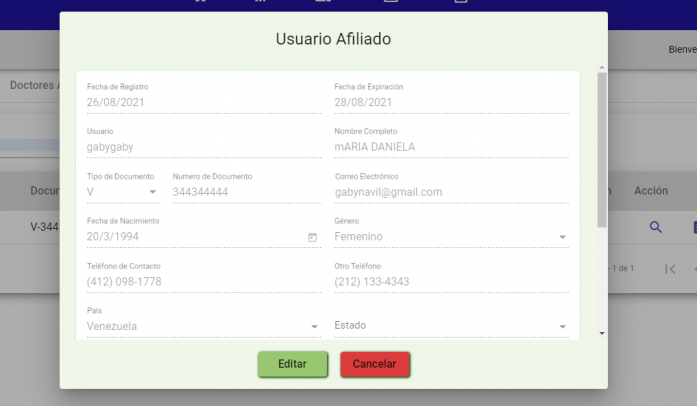 Usuario Afiliado
Bienve
Doctores
Fecha de Registro
Fecha de Expiración
26/08/2021
28/08/2021
Usuario
Nombre Completo
gabygaby
mARIA DANIELA
Tipo de Documento
Numero de Documento
Correo Electrónico
V
344344444
gabynavil@gmail.com
Docur
Acción
Fecha de Nacimiento
Género
V-344
20/3/1994
Femenino
Teléfono de Contacto
Otro Teléfono
(412) 098-1778
(212) 133-4343
1 de 1
Pais
Venezuela
Estado
Editar
Cancelar